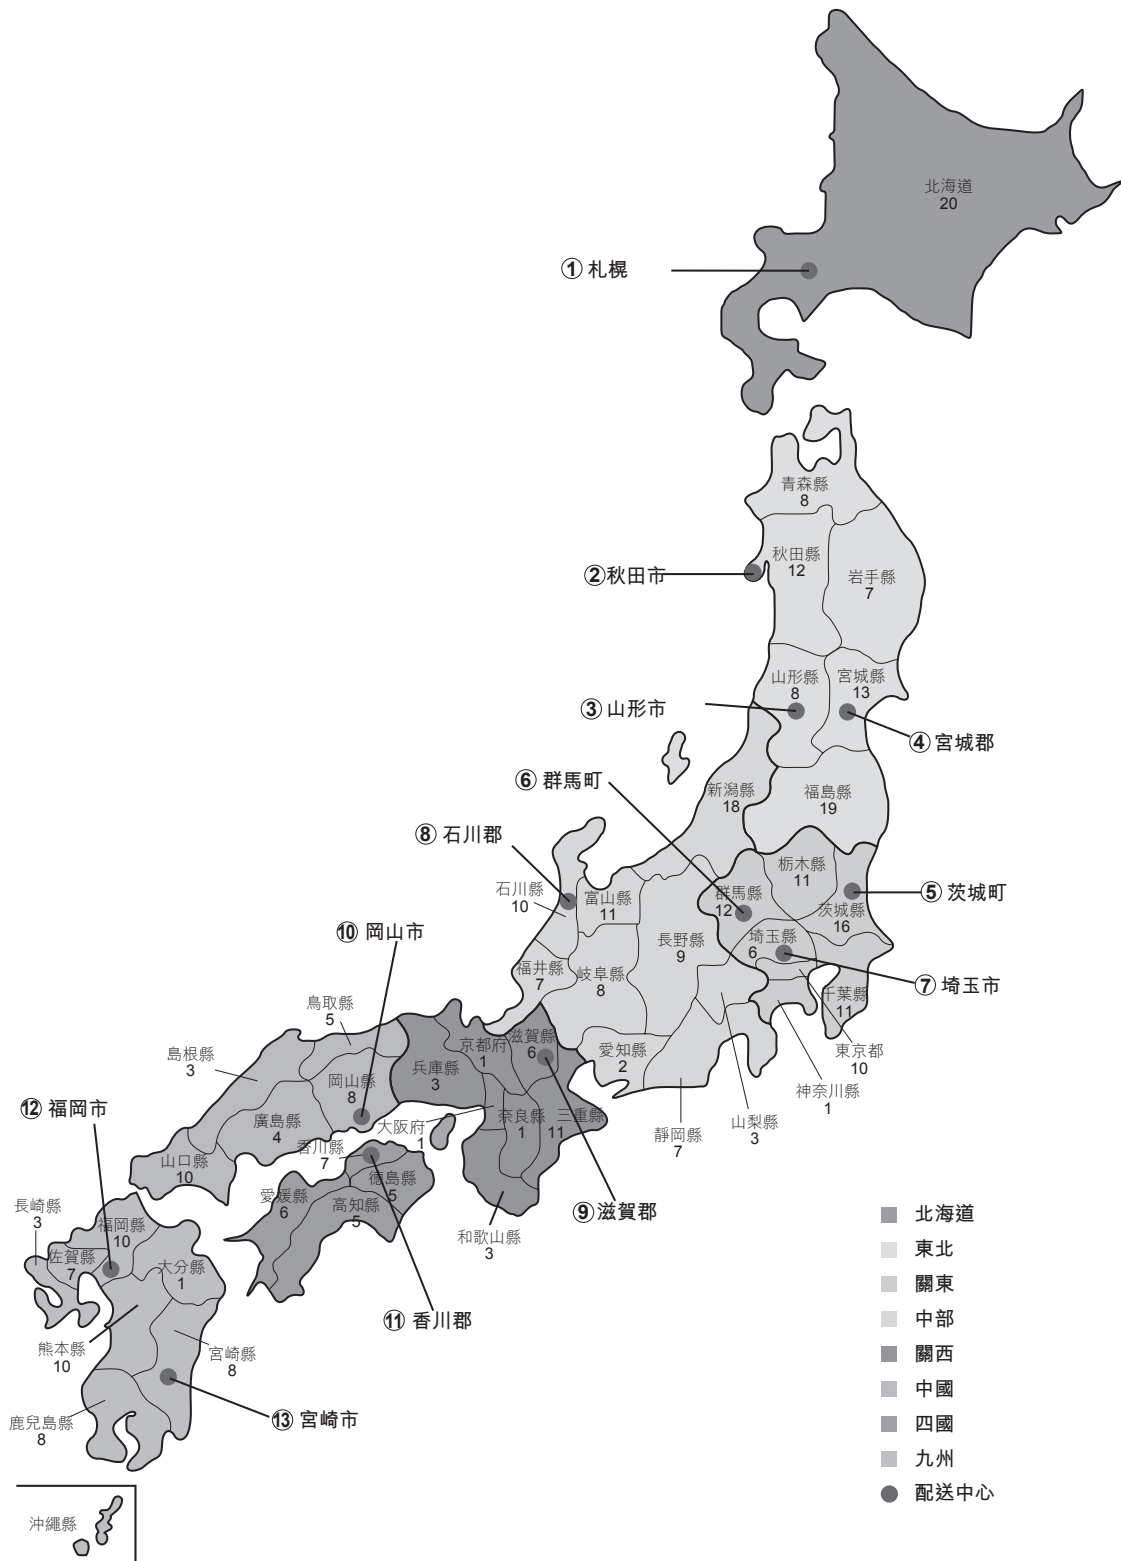 北海道
20
① 札幌
青森縣
8
秋田縣
12
岩手縣
7
② 秋田市
山形縣
8
宮城縣
13
③ 山形市
④ 宮城郡
⑥ 群馬町
新潟縣
18
福島縣
19
⑧ 石川郡
栃木縣
11
石川縣
10
富山縣
11
群馬縣
12
茨城縣
16
⑤ 茨城町
⑩ 岡山市
長野縣
9
埼玉縣
6
福井縣
7
岐阜縣
8
⑦ 埼玉市
千葉縣
11
鳥取縣
5
島根縣
3
京都府
1
滋賀縣
6
愛知縣
2
東京都
10
兵庫縣
3
岡山縣
8
神奈川縣
1
⑫ 福岡市
廣島縣
4
大阪府
1
奈良縣
1
三重縣
11
山梨縣
3
靜岡縣
7
香川縣
7
山口縣
10
德島縣
5
愛媛縣
6
高知縣
5
長崎縣
3
福岡縣
10
和歌山縣
3
⑨ 滋賀郡
佐賀縣
7
大分縣
1
⑪ 香川郡
熊本縣
10
宮崎縣
8
鹿兒島縣
8
⑬ 宮崎市
沖繩縣
北海道
東北
關東
中部
關西
中國
四國
九州
配送中心